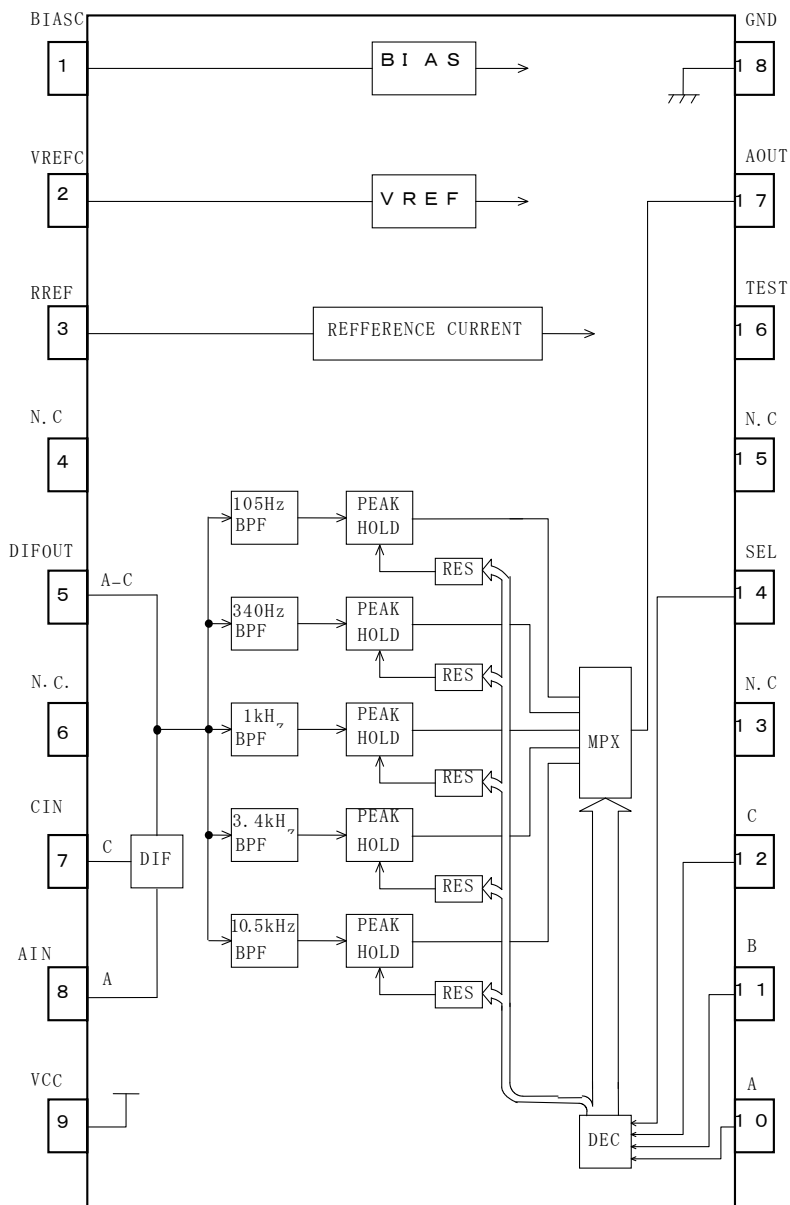 BIASC
1
BIAS
GND
18
VREFC
2
VREF
AOUT
17
RREF
3
REFFERENCE CURRENT
TEST
16
N.C
4
N.C
15
105Hz
BPF
PEAK
HOLD
RES
DIFOUT
5
A-C
SEL
14
340Hz
BPF
PEAK
HOLD
RES
N.C.
6
1kHz
BPF
PEAK
HOLD
RES
MPX
N.C
13
CIN
7
C
DIF
3.4kHz
BPF
PEAK
HOLD
RES
C
12
AIN
8
A
10.5kHz
BPF
PEAK
HOLD
RES
B
11
VCC
9
DEC
A
10